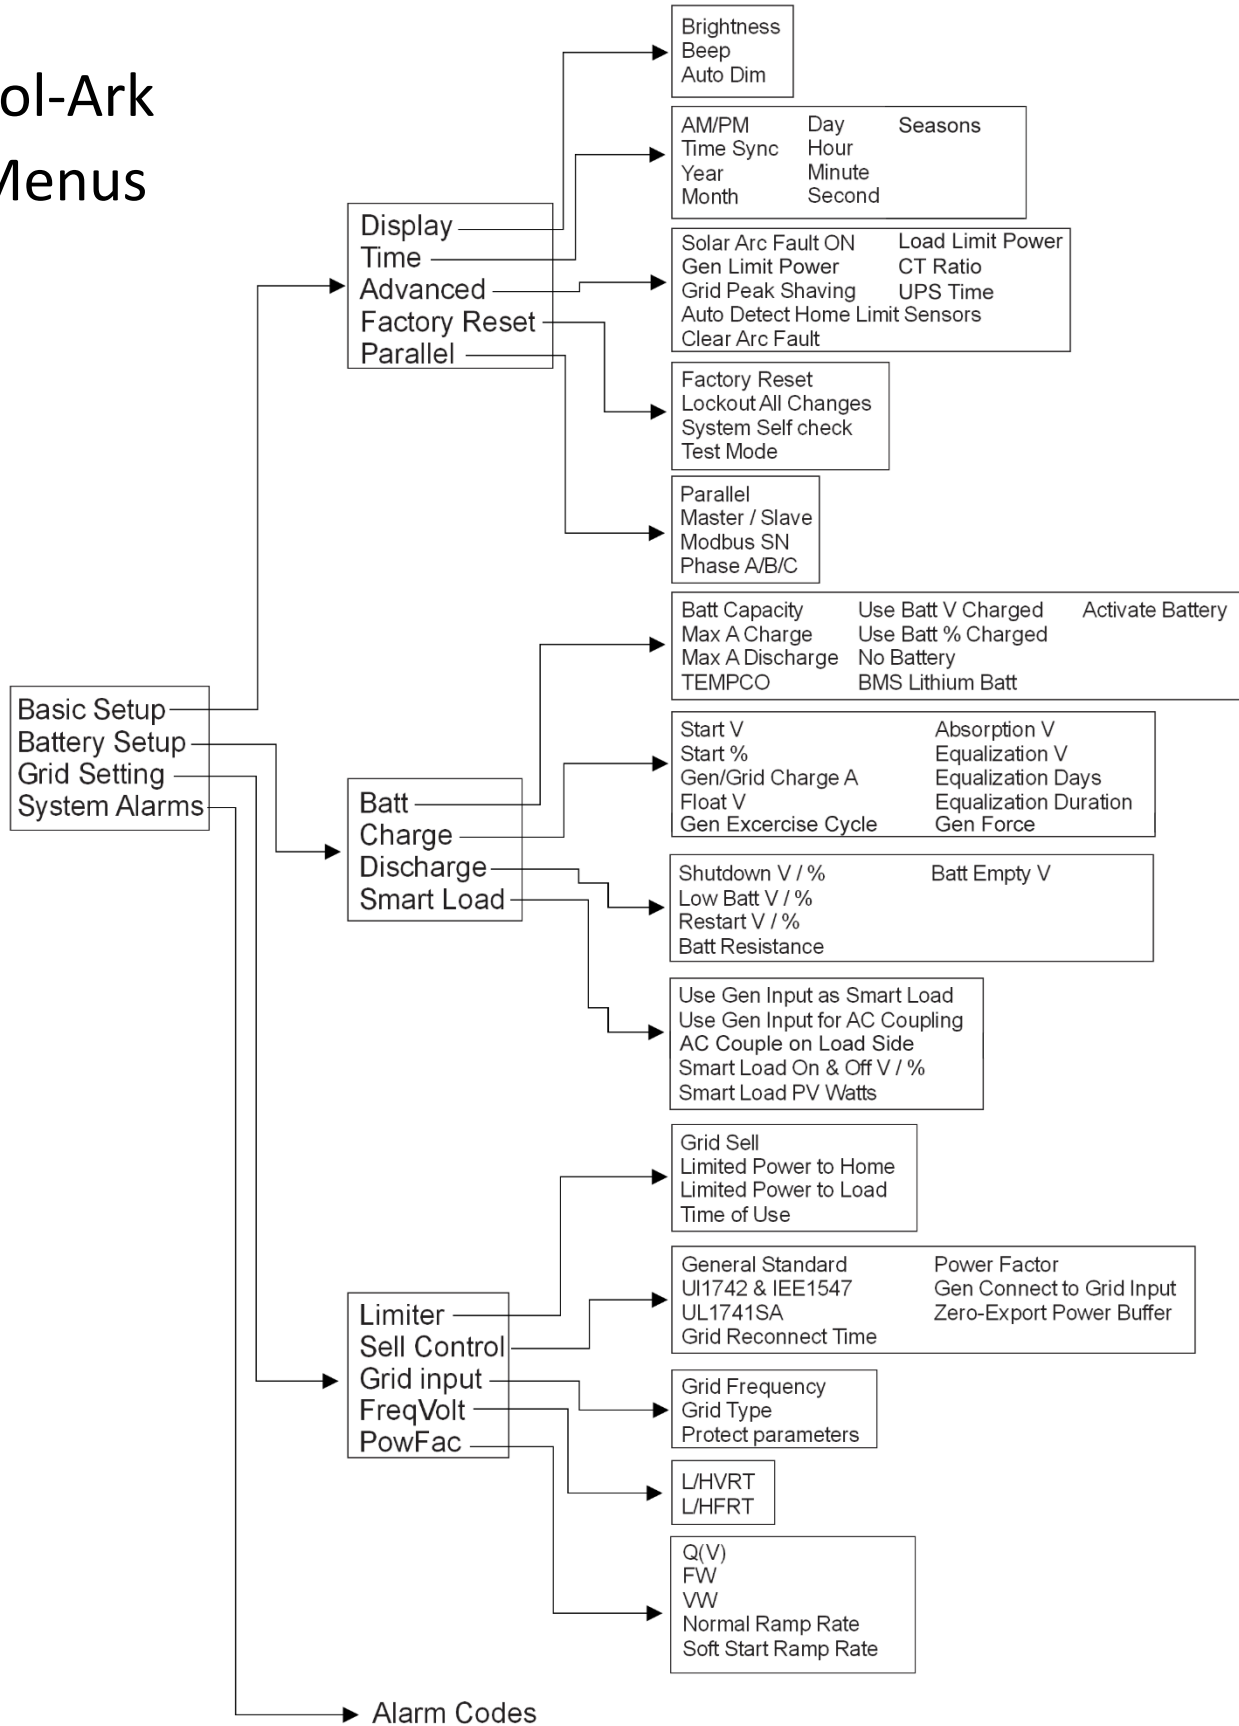 ol-Ark
Menus
Basic Setup
Battery Setup
Grid Setting
System Alarms
Display
Time
Advanced
Factory Reset
Parallel
Brightness
Beep
Auto Dim
AM/PM Day Seasons
Time Sync Hour
Year Minute
Month Second
Solar Arc Fault ON Load Limit Power
Gen Limit Power CT Ratio
Grid Peak Shaving UPS Time
Auto Detect Home Limit Sensors
Clear Arc Fault
Factory Reset
Lockout All Changes
System Self check
Test Mode
Parallel
Master / Slave
Modbus SN
Phase A/B/C
Batt
Charge
Discharge
Smart Load
Batt Capacity Use Batt V Charged Activate Battery
Max A Charge Use Batt % Charged
Max A Discharge No Battery
TEMPCO BMS Lithium Batt
Start V Absorption V
Start % Equalization V
Gen/Grid Charge A Equalization Days
Float V Equalization Duration
Gen Excercise Cycle Gen Force
Shutdown V / % Batt Empty V
Low Batt V / %
Restart V / %
Batt Resistance
Use Gen Input as Smart Load
Use Gen Input for AC Coupling
AC Couple on Load Side
Smart Load On & Off V / %
Smart Load PV Watts
Limiter
Sell Control
Grid input
FreqVolt
PowFac
Grid Sell
Limited Power to Home
Limited Power to Load
Time of Use
General Standard Power Factor
UI1742 & IEE1547 Gen Connect to Grid Input
UL1741SA Zero-Export Power Buffer
Grid Reconnect Time
Grid Frequency
Grid Type
Protect parameters
L/HVRT
L/HFRT
Q(V)
FW
VW
Normal Ramp Rate
Soft Start Ramp Rate
Alarm Codes